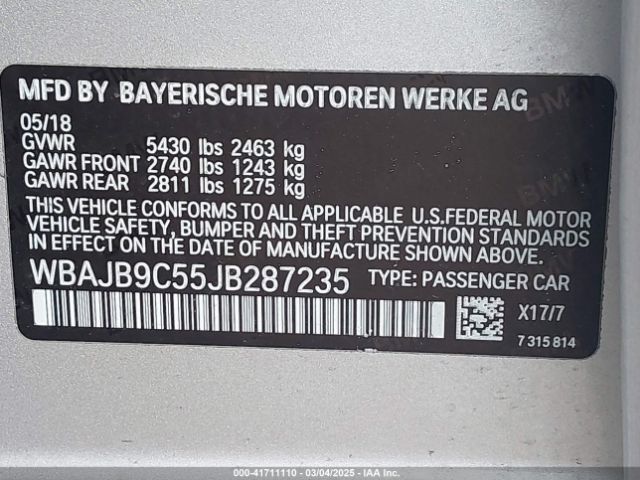 MFD BY BAYERISCHE MOTOREN WERKE AG
05/18
GVWR 5430 lbs 2463 kg
GAWR FRONT 2740 lbs 1243 kg
GAWR REAR 2811 lbs 1275 kg
THIS VEHICLE CONFORMS TO ALL APPLICABLE U.S.FEDERAL MOTOR
VEHICLE SAFETY, BUMPER AND THEFT PREVENTION STANDARDS
IN EFFECT ON THE DATE OF MANUFACTURE SHOWN ABOVE.
WBAJB9C55JB287235 TYPE: PASSENGER CAR
X17/7
7 315 814
000-41711110 | 03/04/2025 - IAA Inc.